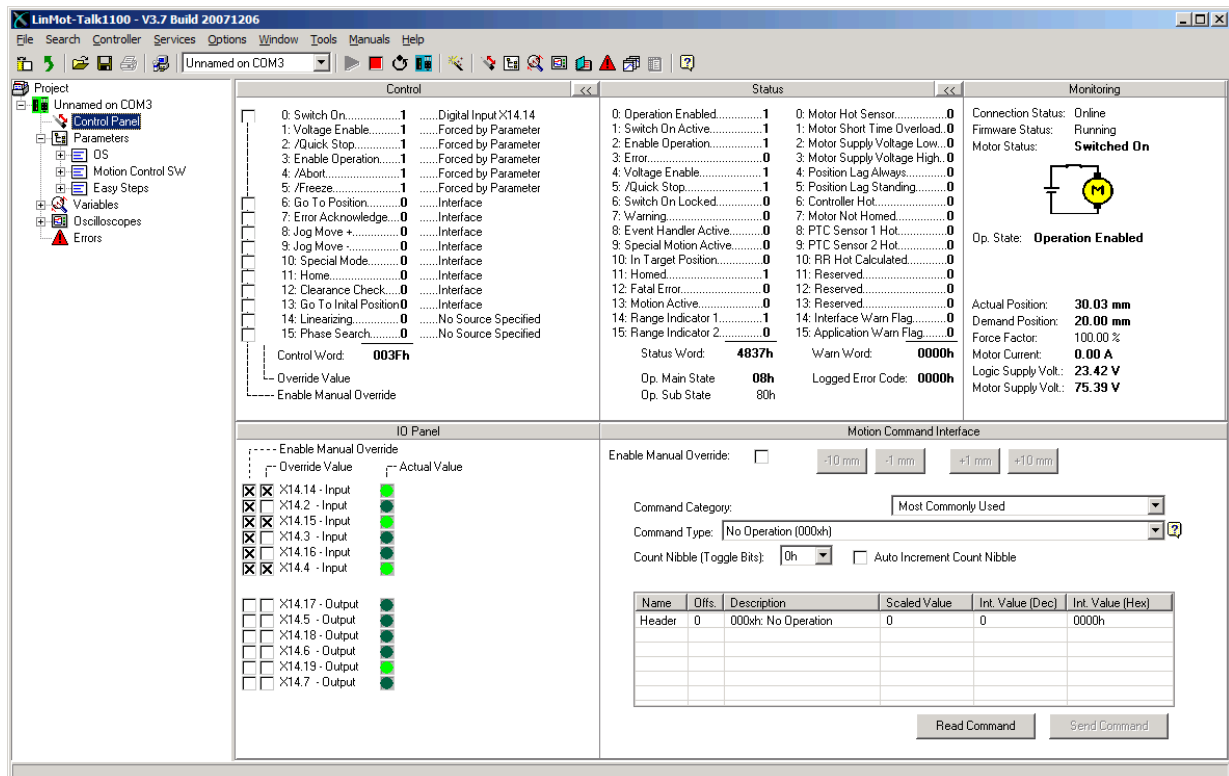 LinMot-Talk1100 - V3.7 Build 20071206
File Search Controller Services Options Window Tools Manuals Help
Unnamed on COM3
Project
Unnamed on COM3
Control Panel
Parameters
OS
Motion Control SW
Easy Steps
Variables
Oscilloscopes
Errors
Control <<
0: Switch On..............1 .....Digital Input X14.14
1: Voltage Enable..........1 ......Forced by Parameter
2: /Quick Stop..............1 ......Forced by Parameter
3: Enable Operation.......1 ......Forced by Parameter
4: /Abort......................1 ......Forced by Parameter
5: /Freeze....................1 ......Forced by Parameter
6: Go To Position..........0 ......Interface
7: Error Acknowledge....0 ......Interface
8: Jog Move +..............0 ......Interface
9: Jog Move -...............0 ......Interface
10: Special Mode..........0 ......Interface
11: Home.....................0 ......Interface
12: Clearance Check.....0 ......Interface
13: Go To Inital Position0 ......Interface
14: Linearizing...............0 ......No Source Specified
15: Phase Search.........0 ......No Source Specified
Control Word: 003Fh
Override Value
Enable Manual Override
Status <<
0: Operation Enabled............1
1: Switch On Active..............1
2: Enable Operation..............1
3: Error................................0
4: Voltage Enable.................1
5: /Quick Stop......................1
6: Switch On Locked.............0
7: Warning...........................0
8: Event Handler Active.........0
9: Special Motion Active........0
10: In Target Position............0
11: Homed...........................1
12: Fatal Error.......................0
13: Motion Active..................0
14: Range Indicator 1............1
15: Range Indicator 2............0
Status Word: 4837h
Op. Main State 08h
Op. Sub State 80h
0: Motor Hot Sensor..............0
1: Motor Short Time Overload..0
2: Motor Supply Voltage Low...0
3: Motor Supply Voltage High..0
4: Position Lag Always...........0
5: Position Lag Standing........0
6: Controller Hot....................0
7: Motor Not Homed..............0
8: PTC Sensor 1 Hot..............0
9: PTC Sensor 2 Hot..............0
10: RR Hot Calculated...........0
11: Reserved........................0
12: Reserved........................0
13: Reserved........................0
14: Interface Warn Flag..........0
15: Application Warn Flag.......0
Warn Word: 0000h
Logged Error Code: 0000h
Monitoring
Connection Status: Online
Firmware Status: Running
Motor Status: Switched On
M
Op. State: Operation Enabled
Actual Position: 30.03 mm
Demand Position: 20.00 mm
Force Factor: 100.00 %
Motor Current: 0.00 A
Logic Supply Volt.: 23.42 V
Motor Supply Volt.: 75.39 V
IO Panel
Enable Manual Override
Override Value Actual Value
X14.14 - Input
X14.2 - Input
X14.15 - Input
X14.3 - Input
X14.16 - Input
X14.4 - Input
X14.17 - Output
X14.5 - Output
X14.18 - Output
X14.6 - Output
X14.19 - Output
X14.7 - Output
Motion Command Interface
Enable Manual Override: -10 mm -1 mm +1 mm +10 mm
Command Category: Most Commonly Used
Command Type: No Operation (000xh)
Count Nibble (Toggle Bits): 0h Auto Increment Count Nibble
Name Offs. Description Scaled Value Int. Value (Dec) Int. Value (Hex)
Header 0 000xh: No Operation 0 0 0000h
Read Command Send Command